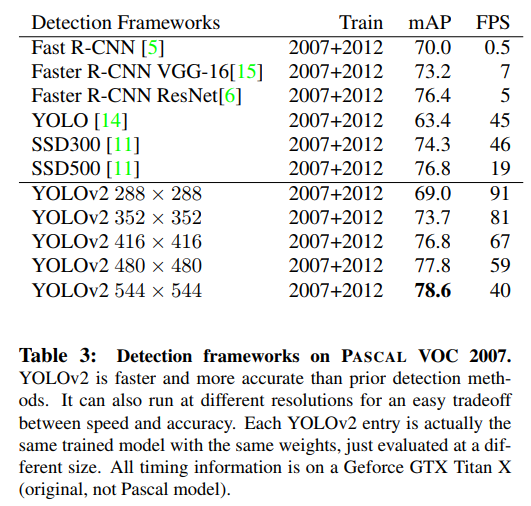 Detection Frameworks Train mAP FPS
Fast R-CNN [5] 2007+2012 70.0 0.5
Faster R-CNN VGG-16[15] 2007+2012 73.2 7
Faster R-CNN ResNet[6] 2007+2012 76.4 5
YOLO [14] 2007+2012 63.4 45
SSD300 [11] 2007+2012 74.3 46
SSD500 [11] 2007+2012 76.8 19
YOLOv2 288 × 288 2007+2012 69.0 91
YOLOv2 352 × 352 2007+2012 73.7 81
YOLOv2 416 × 416 2007+2012 76.8 67
YOLOv2 480 × 480 2007+2012 77.8 59
YOLOv2 544 × 544 2007+2012 78.6 40
Table 3: Detection frameworks on PASCAL VOC 2007.
YOLOv2 is faster and more accurate than prior detection meth-
ods. It can also run at different resolutions for an easy tradeoff
between speed and accuracy. Each YOLOv2 entry is actually the
same trained model with the same weights, just evaluated at a dif-
ferent size. All timing information is on a Geforce GTX Titan X
(original, not Pascal model).